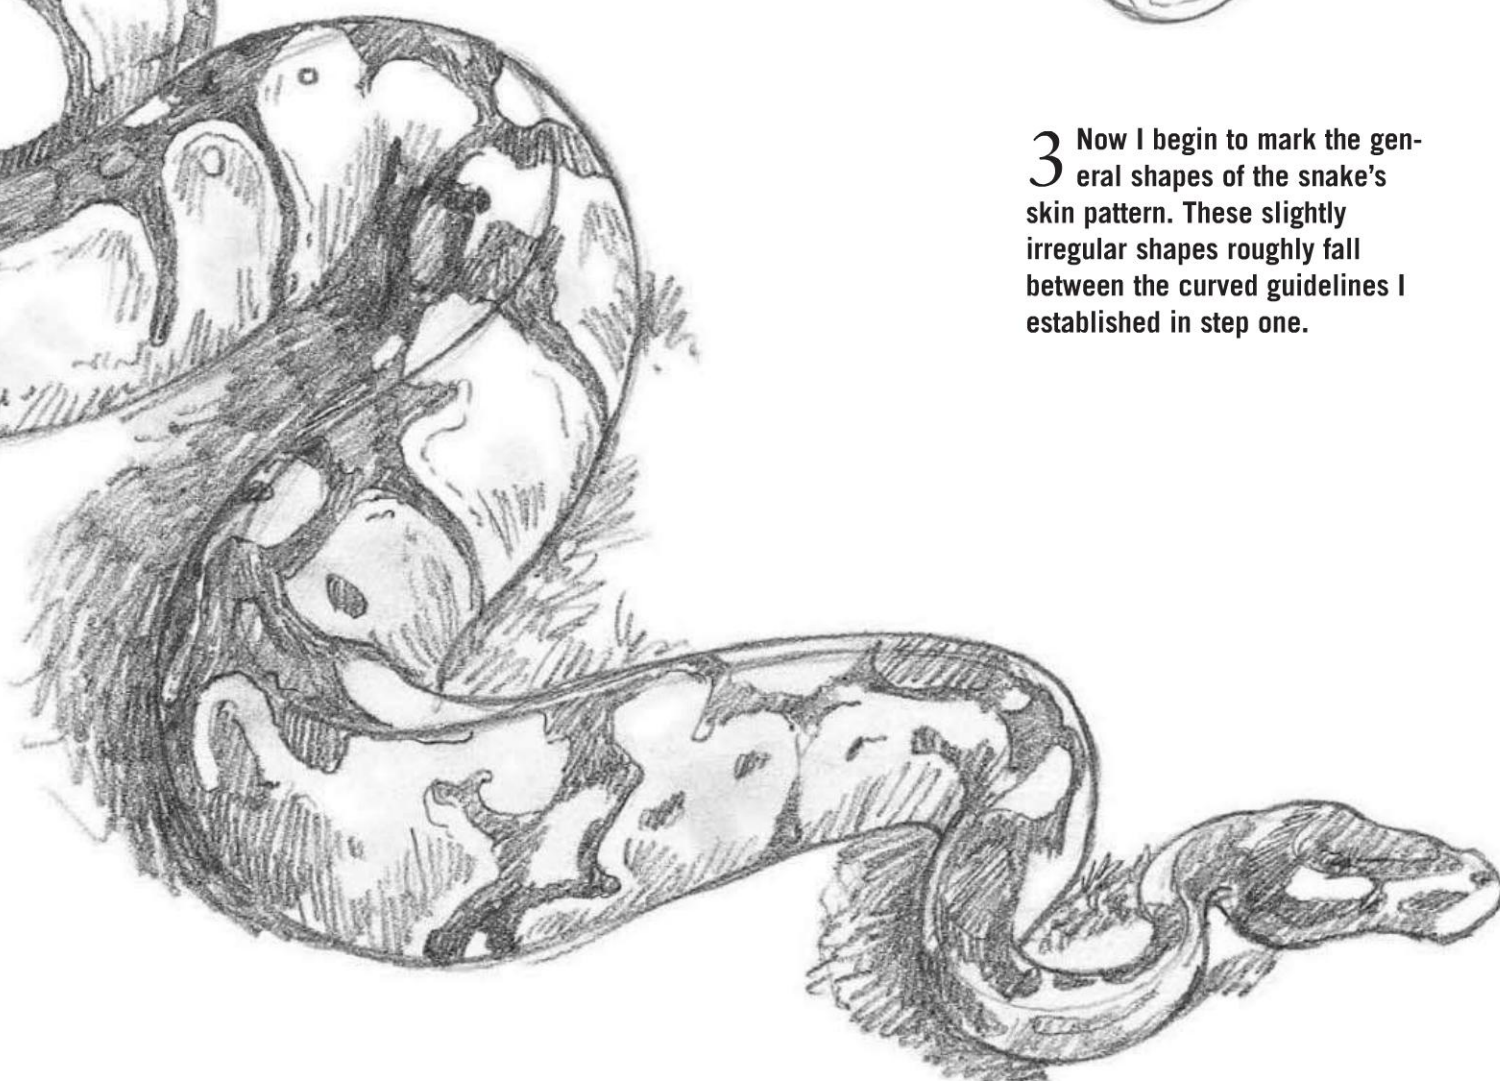 3 Now I begin to mark the gen-
eral shapes of the snake's
skin pattern. These slightly
irregular shapes roughly fall
between the curved guidelines I
established in step one.